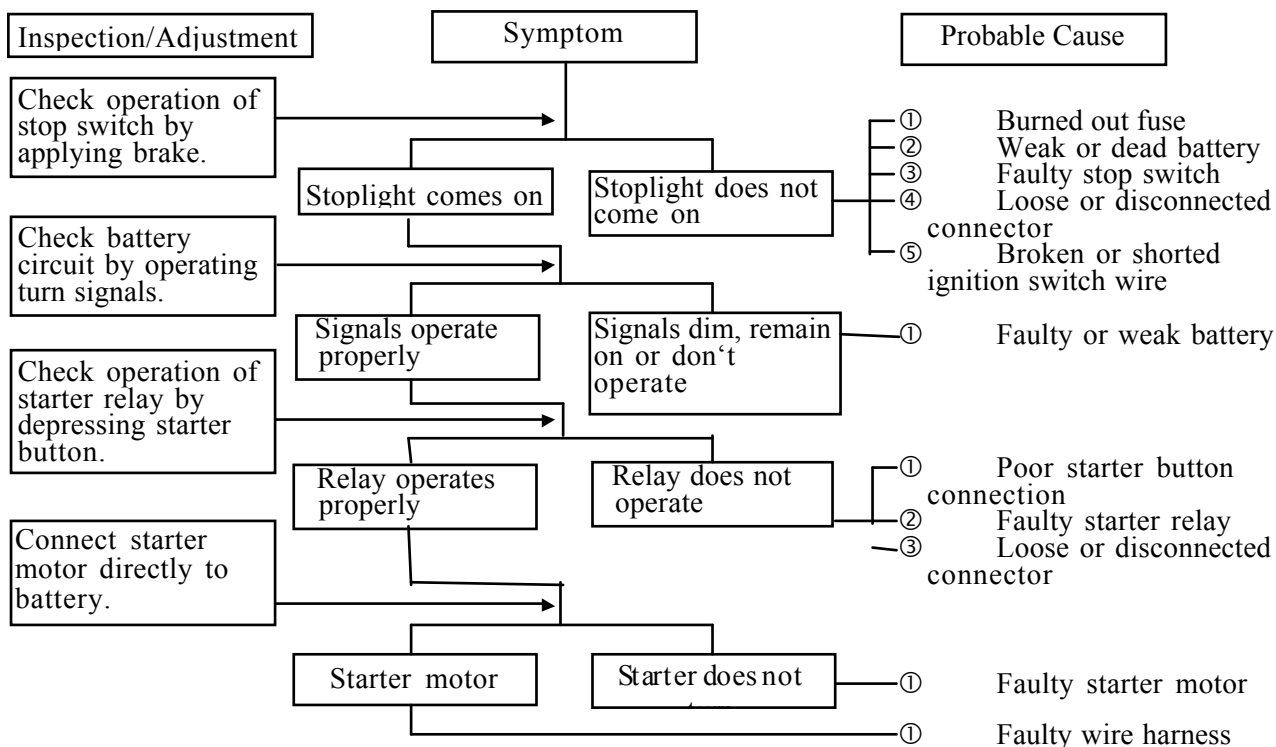 Inspection/Adjustment
Symptom
Probable Cause
Check operation of
stop switch by
applying brake.
Stoplight comes on
Stoplight does not
come on
① Burned out fuse
② Weak or dead battery
③ Faulty stop switch
④ Loose or disconnected
connector
⑤ Broken or shorted
ignition switch wire
Check battery
circuit by operating
turn signals.
Signals operate
properly
Signals dim, remain
on or don‘t
operate
① Faulty or weak battery
Check operation of
starter relay by
depressing starter
button.
Relay operates
properly
Relay does not
operate
① Poor starter button
connection
② Faulty starter relay
③ Loose or disconnected
connector
Connect starter
motor directly to
battery.
Starter motor
Starter does not
① Faulty starter motor
① Faulty wire harness